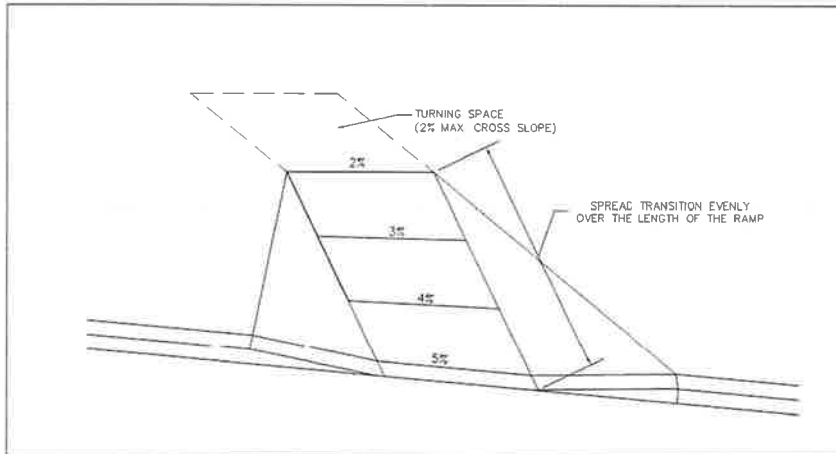 TURNING SPACE
(2% MAX. CROSS SLOPE)
2%
SPREAD TRANSITION EVENLY
OVER THE LENGTH OF THE RAMP
3%
4%
5%